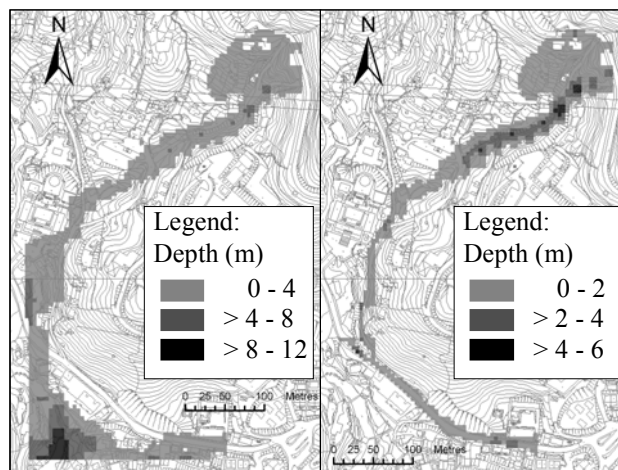 N
Legend:
Depth (m)
0 - 4
> 4 - 8
> 8 - 12
0 25 50 100 Metres
N
Legend:
Depth (m)
0 - 2
> 2 - 4
> 4 - 6
0 25 50 100 Metres